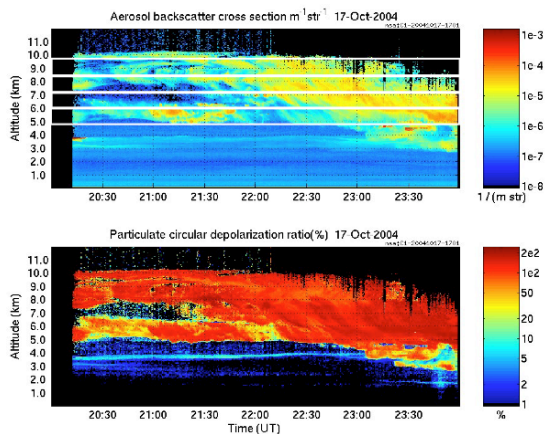 Aerosol backscatter cross section m⁻¹str⁻¹ 17-Oct-2004
11.0
10.0
9.0
8.0
7.0
6.0
5.0
4.0
3.0
2.0
1.0
Altitude (km)
20:30 21:00 21:30 22:00 22:30 23:00 23:30
1e-3
1e-4
1e-5
1e-6
1e-7
1e-8
1 / (m str)
Particulate circular depolarization ratio(%) 17-Oct-2004
11.0
10.0
9.0
8.0
7.0
6.0
5.0
4.0
3.0
2.0
1.0
Altitude (km)
20:30 21:00 21:30 22:00 22:30 23:00 23:30
Time (UT)
2e2
1e2
50
20
10
5
2
1
%